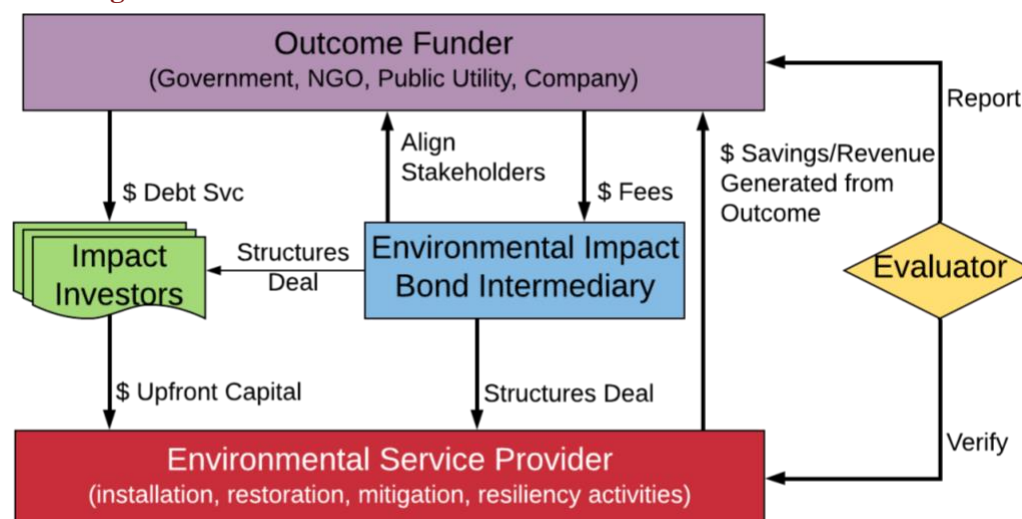 Outcome Funder
(Government, NGO, Public Utility, Company)
Report
Align
Stakeholders
$ Savings/Revenue
Generated from
Outcome
$ Debt Svc
$ Fees
Impact
Investors
Structures
Deal
Environmental Impact
Bond Intermediary
Evaluator
$ Upfront Capital
Structures Deal
Verify
Environmental Service Provider
(installation, restoration, mitigation, resiliency activities)